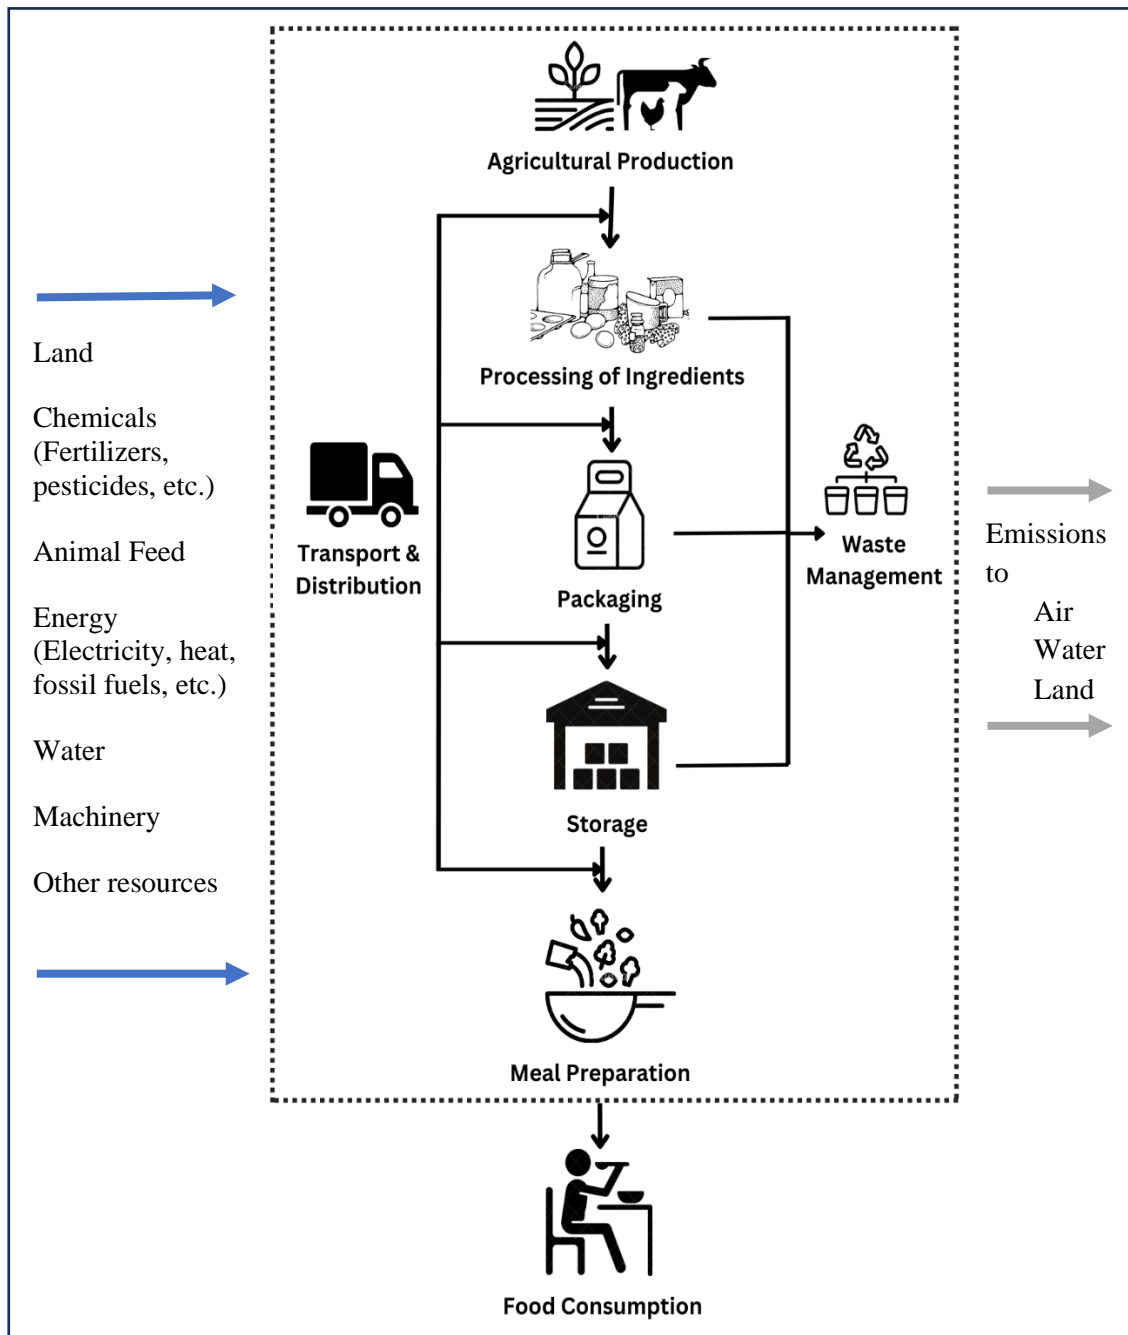 Agricultural Production
Land
Chemicals
(Fertilizers,
pesticides, etc.)
Animal Feed
Energy
(Electricity, heat,
fossil fuels, etc.)
Water
Machinery
Other resources
Processing of Ingredients
Transport &
Distribution
Packaging
Waste
Management
Storage
Meal Preparation
Emissions
to
Air
Water
Land
Food Consumption